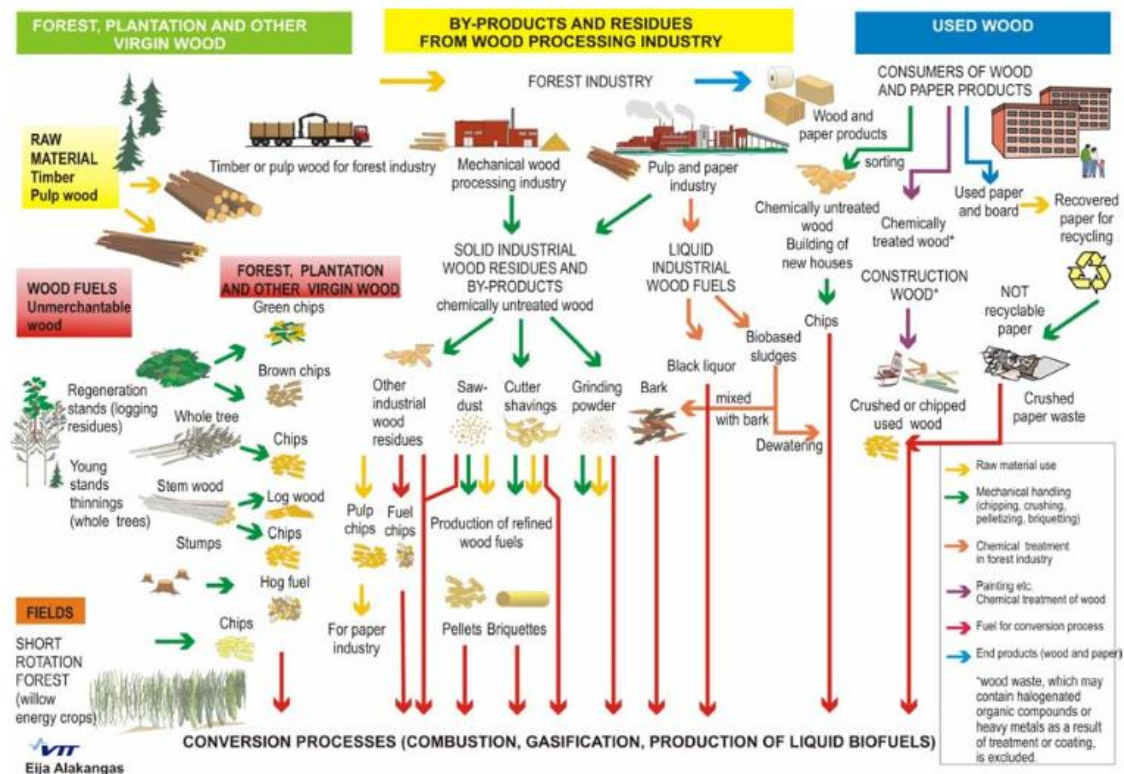 FOREST, PLANTATION AND OTHER
VIRGIN WOOD
BY-PRODUCTS AND RESIDUES
FROM WOOD PROCESSING INDUSTRY
USED WOOD
RAW
MATERIAL
Timber
Pulp wood
Timber or pulp wood for forest industry
FOREST INDUSTRY
Mechanical wood
processing industry
Pulp and paper
industry
Wood and
paper products
CONSUMERS OF WOOD
AND PAPER PRODUCTS
sorting
Chemically untreated
wood
Building of
new houses
Chemically
treated wood*
Used paper
and board
Recovered
paper for
recycling
SOLID INDUSTRIAL
WOOD RESIDUES AND
BY-PRODUCTS
chemically untreated wood
LIQUID
INDUSTRIAL
WOOD FUELS
CONSTRUCTION
WOOD*
NOT
recyclable
paper
WOOD FUELS
Unmerchantable
wood
FOREST, PLANTATION
AND OTHER VIRGIN WOOD
Green chips
Brown chips
Regeneration
stands (logging
residues)
Whole tree
Chips
Young
stands
thinnings
(whole trees)
Stem wood
Log wood
Chips
Stumps
Hog fuel
FIELDS
SHORT
ROTATION
FOREST
(willow
energy crops)
Chips
Other
industrial
wood
residues
Saw-
dust
Cutter
shavings
Grinding
powder
Bark
Black liquor
Biobased
sludges
mixed
with bark
Dewatering
Chips
Crushed or chipped
used wood
Crushed
paper waste
Pulp
chips
Fuel
chips
Production of refined
wood fuels
For paper
industry
Pellets
Briquettes
Raw material use
Mechanical handling
(chipping, crushing,
pelletizing, briquetting)
Chemical treatment
in forest industry
Painting etc.
Chemical treatment of wood
Fuel for conversion process
End products (wood and paper)
*wood waste, which may
contain halogenated
organic compounds or
heavy metals as a result
of treatment or coating,
is excluded.
CONVERSION PROCESSES (COMBUSTION, GASIFICATION, PRODUCTION OF LIQUID BIOFUELS)
VTT
Eija Alakangas